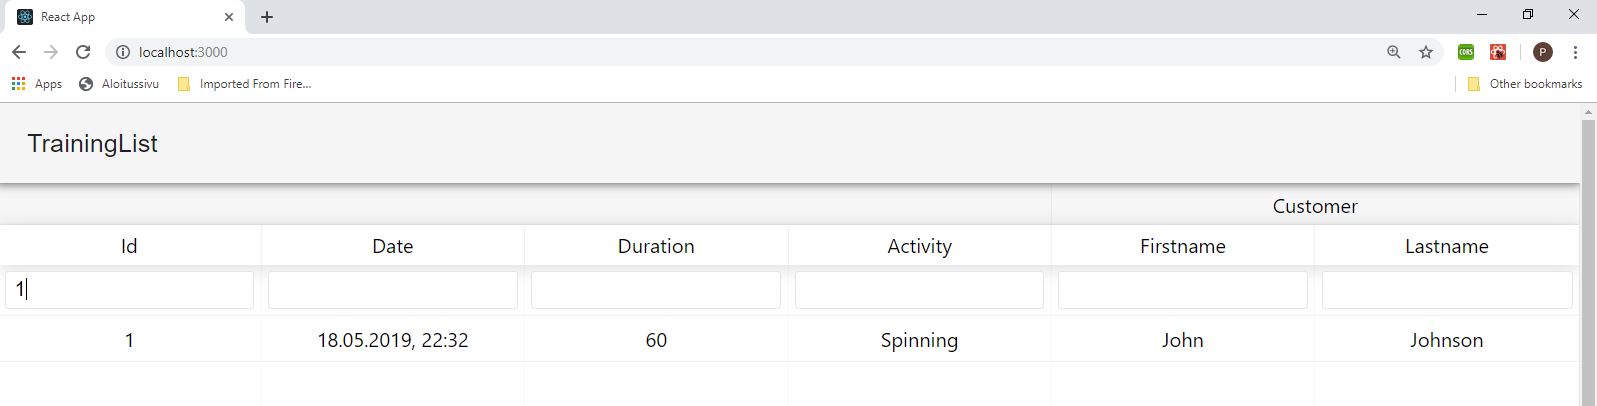 React App
localhost:3000
CORS
P
Apps Aloitussivu Imported From Fire... Other bookmarks
TrainingList
Customer
Id Date Duration Activity Firstname Lastname
1
1 18.05.2019, 22:32 60 Spinning John Johnson